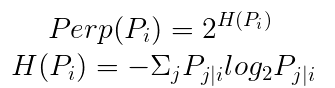 Perp(P_i) = 2^{H(P_i)}
H(P_i) = -Σ_j P_{j|i} log_2 P_{j|i}